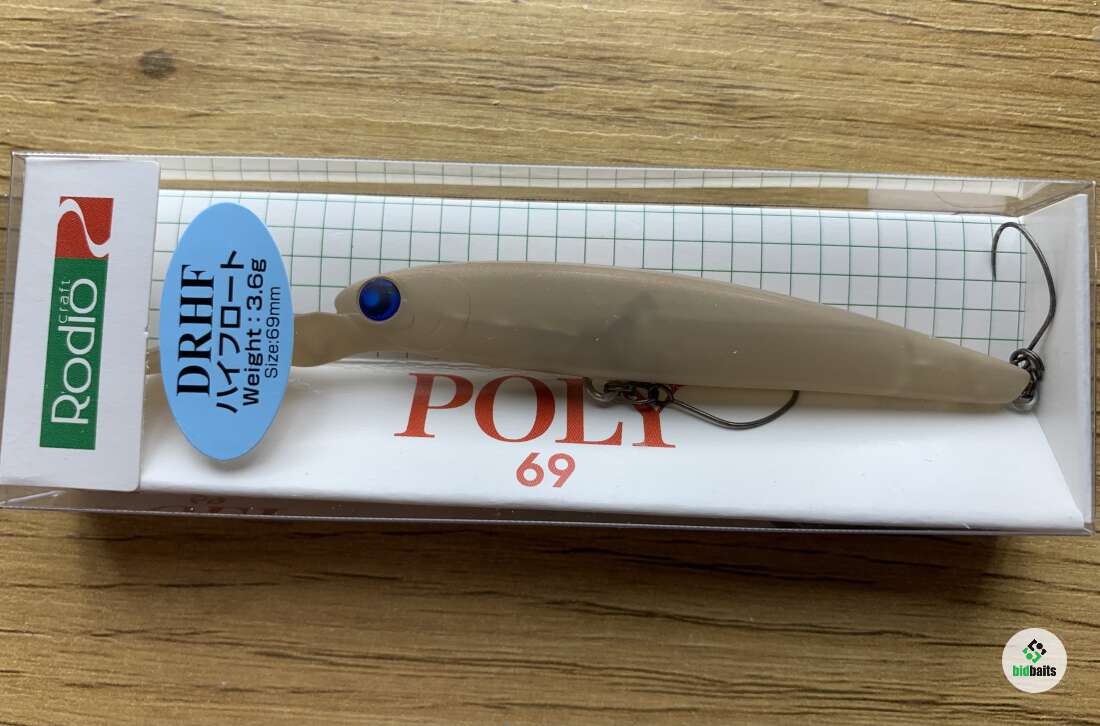 Rodio
Craft
DRHF
ハイフロート
Weight : 3.6g
Size:69mm
POLY
69
bidbaits